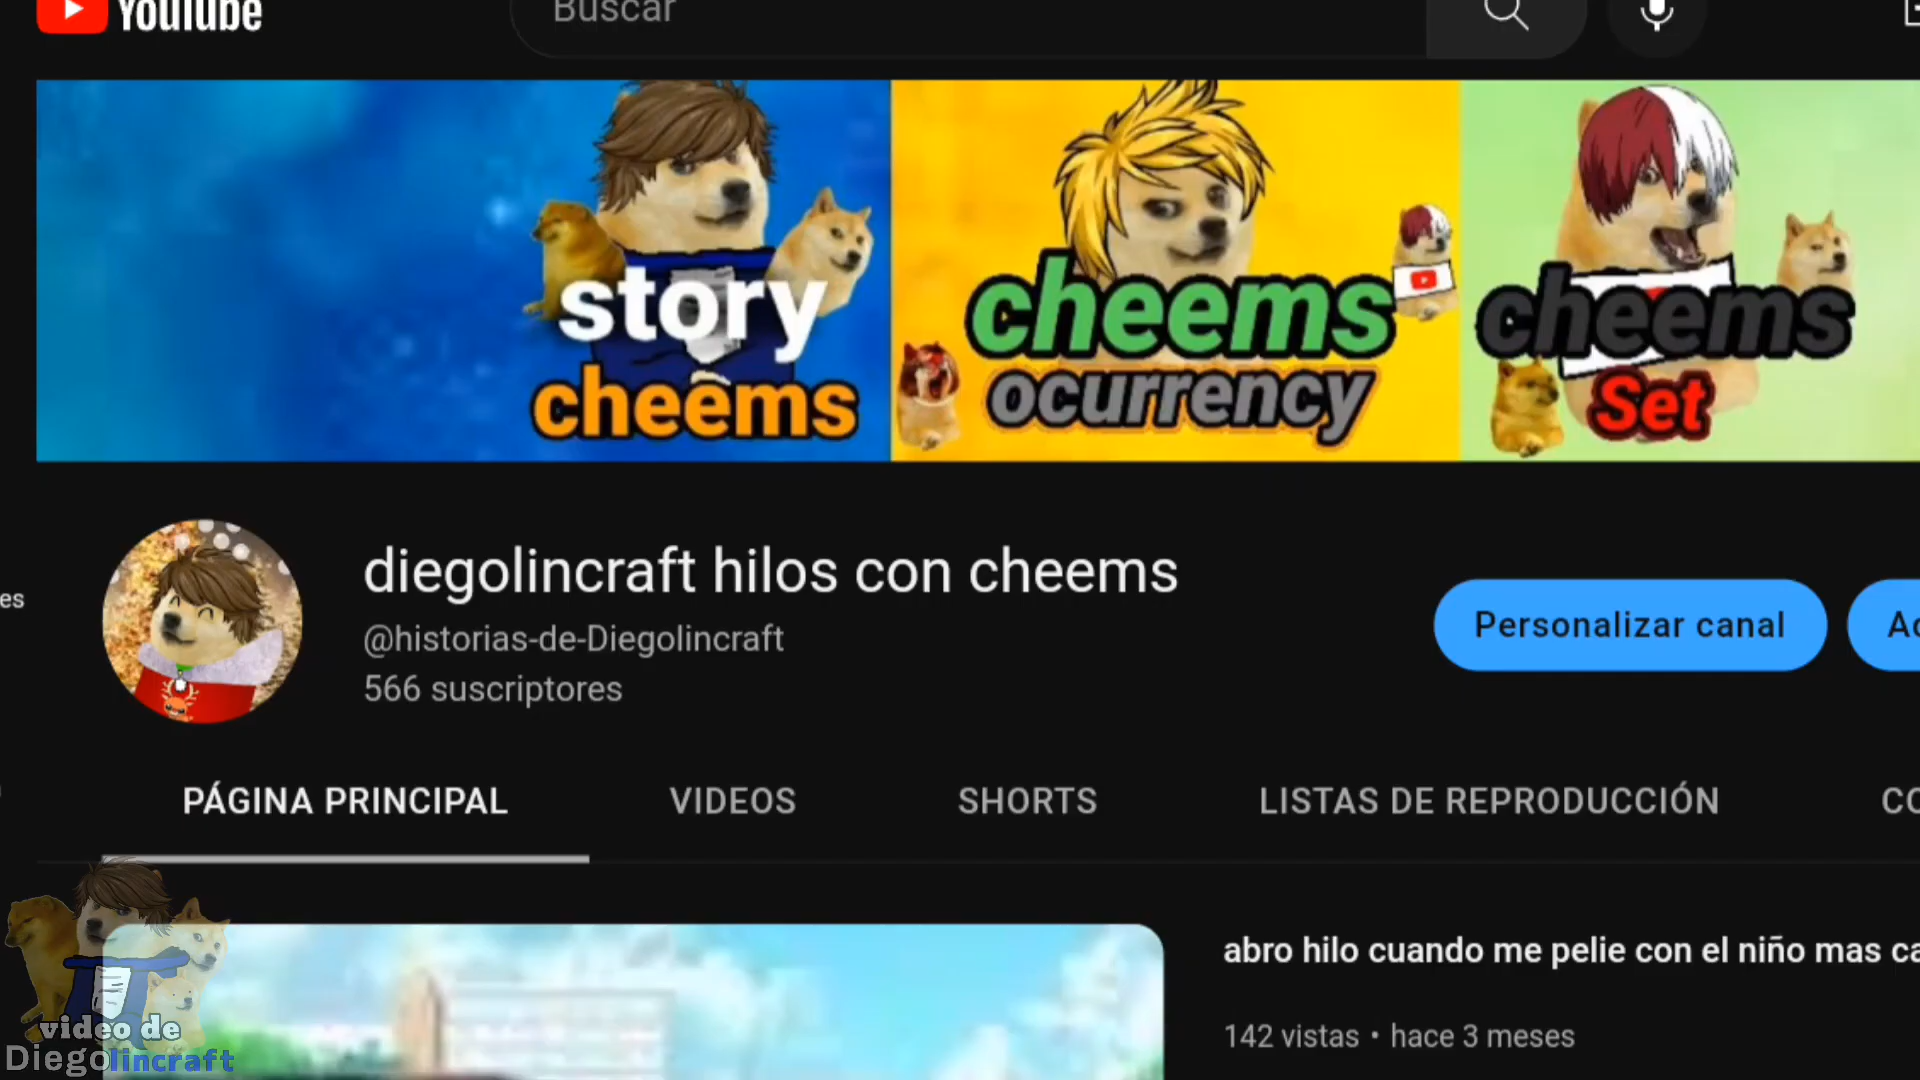 YouTube
Buscar
story
cheems
cheems
ocurrency
cheems
Set
es
diegolincraft hilos con cheems
@historias-de-Diegolincraft
566 suscriptores
Personalizar canal
PÁGINA PRINCIPAL VIDEOS SHORTS LISTAS DE REPRODUCCIÓN
abro hilo cuando me pelie con el niño mas
142 vistas • hace 3 meses
video de
Diegolincraft